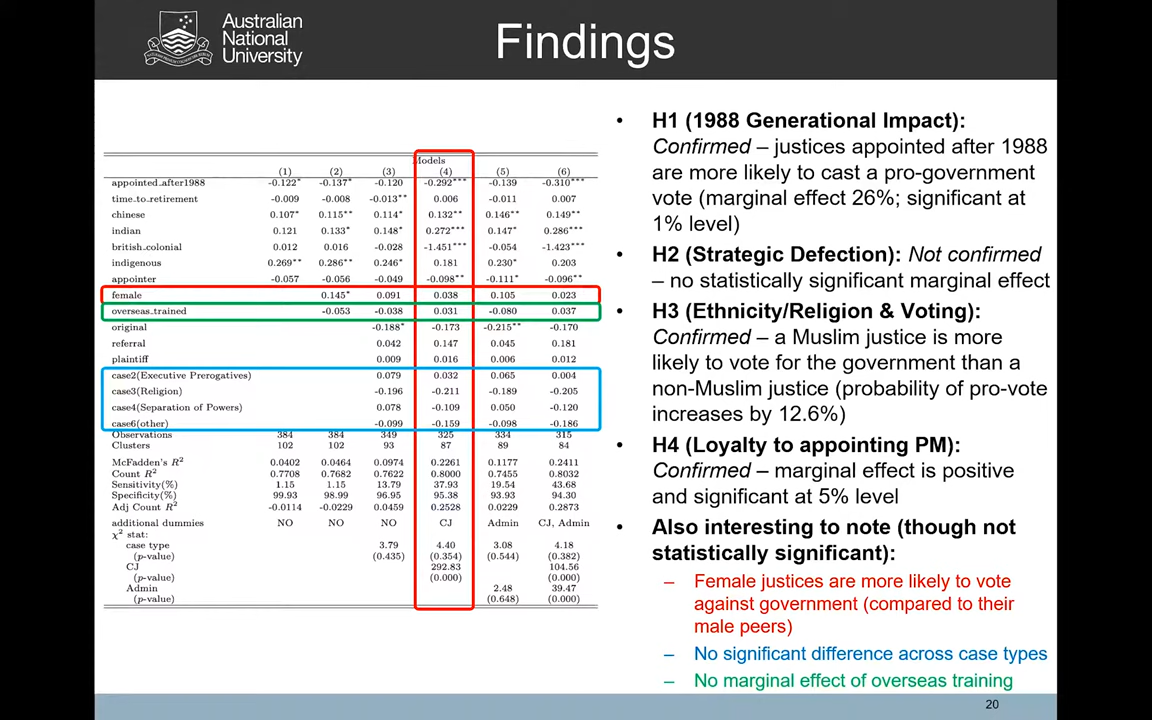 Australian
National
University
Findings
Models
(1) (2) (3) (4) (5) (6)
appointed_after1988 -0.122* -0.137* -0.120 -0.292*** -0.139 -0.310***
time_to_retirement -0.009 -0.008 -0.013** 0.006 -0.011 0.007
chinese 0.107* 0.115** 0.114* 0.132** 0.146** 0.149**
indian 0.121 0.133* 0.148* 0.272*** 0.147* 0.286***
british_colonial 0.012 0.016 -0.028 -1.451*** -0.054 -1.423***
indigenous 0.269** 0.286** 0.246* 0.181 0.230* 0.203
appointer -0.057 -0.056 -0.049 -0.098** -0.111* -0.096**
female 0.145* 0.091 0.038 0.105 0.023
overseas_trained -0.053 -0.038 0.031 -0.080 0.037
original -0.188* -0.173 -0.215** -0.170
referral 0.042 0.147 0.045 0.181
plaintiff 0.009 0.016 0.006 0.012
case2(Executive Prerogatives) 0.079 0.032 0.065 0.004
case3(Religion) -0.196 -0.211 -0.189 -0.205
case4(Separation of Powers) 0.078 -0.109 0.050 -0.120
case6(other) -0.099 -0.159 -0.098 -0.186
Observations 384 384 349 325 334 315
Clusters 102 102 93 87 89 84
McFadden's R² 0.0402 0.0464 0.0974 0.2261 0.1177 0.2411
Count R² 0.7708 0.7682 0.7622 0.8000 0.7455 0.8032
Sensitivity(%) 1.15 1.15 13.79 37.93 19.54 43.68
Specificity(%) 99.93 98.99 96.95 95.38 93.93 94.30
Adj Count R² -0.0114 -0.0229 0.0459 0.2528 0.0229 0.2873
additional dummies NO NO NO CJ Admin CJ, Admin
χ² stat:
case type 3.79 4.40 3.08 4.18
(p-value) (0.435) (0.354) (0.544) (0.382)
CJ 292.83 104.56
(p-value) (0.000) (0.000)
Admin 2.48 39.47
(p-value) (0.648) (0.000)
• H1 (1988 Generational Impact):
Confirmed – justices appointed after 1988
are more likely to cast a pro-government
vote (marginal effect 26%; significant at
1% level)
• H2 (Strategic Defection): Not confirmed
– no statistically significant marginal effect
• H3 (Ethnicity/Religion & Voting):
Confirmed – a Muslim justice is more
likely to vote for the government than a
non-Muslim justice (probability of pro-vote
increases by 12.6%)
• H4 (Loyalty to appointing PM):
Confirmed – marginal effect is positive
and significant at 5% level
• Also interesting to note (though not
statistically significant):
– Female justices are more likely to vote
against government (compared to their
male peers)
– No significant difference across case types
– No marginal effect of overseas training
20